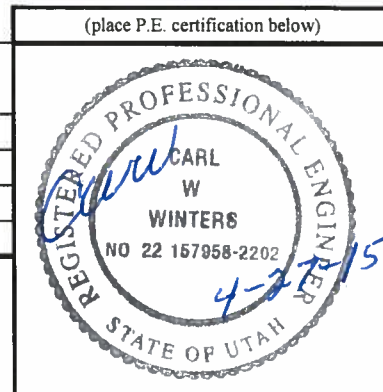 (place P.E. certification below)
REGISTERED PROFESSIONAL ENGINEER
CARL
W
WINTERS
NO 22 157958-2202
4-27-15
STATE OF UTAH